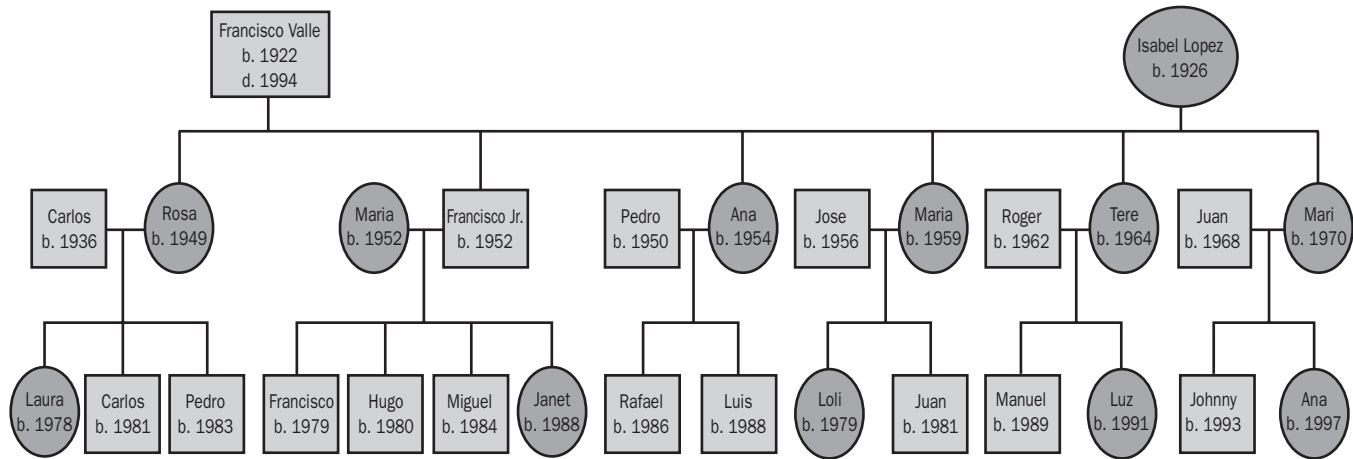 Francisco Valle
b. 1922
d. 1994
Isabel Lopez
b. 1926
Carlos
b. 1936
Rosa
b. 1949
Maria
b. 1952
Francisco Jr.
b. 1952
Pedro
b. 1950
Ana
b. 1954
Jose
b. 1956
Maria
b. 1959
Roger
b. 1962
Tere
b. 1964
Juan
b. 1968
Mari
b. 1970
Laura
b. 1978
Carlos
b. 1981
Pedro
b. 1983
Francisco
b. 1979
Hugo
b. 1980
Miguel
b. 1984
Janet
b. 1988
Rafael
b. 1986
Luis
b. 1988
Loli
b. 1979
Juan
b. 1981
Manuel
b. 1989
Luz
b. 1991
Johnny
b. 1993
Ana
b. 1997